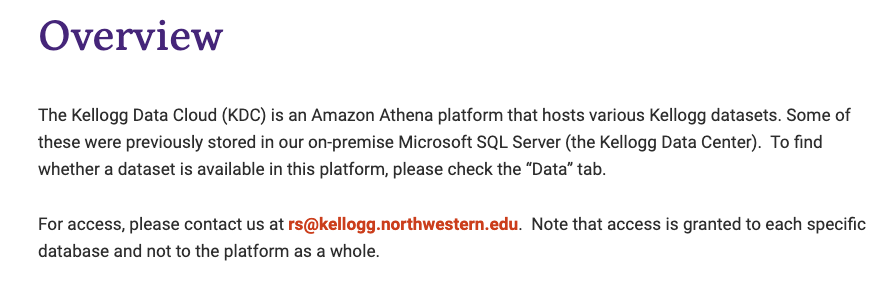 Overview
The Kellogg Data Cloud (KDC) is an Amazon Athena platform that hosts various Kellogg datasets. Some of
these were previously stored in our on-premise Microsoft SQL Server (the Kellogg Data Center).  To find
whether a dataset is available in this platform, please check the “Data” tab.
For access, please contact us at rs@kellogg.northwestern.edu.  Note that access is granted to each specific
database and not to the platform as a whole.